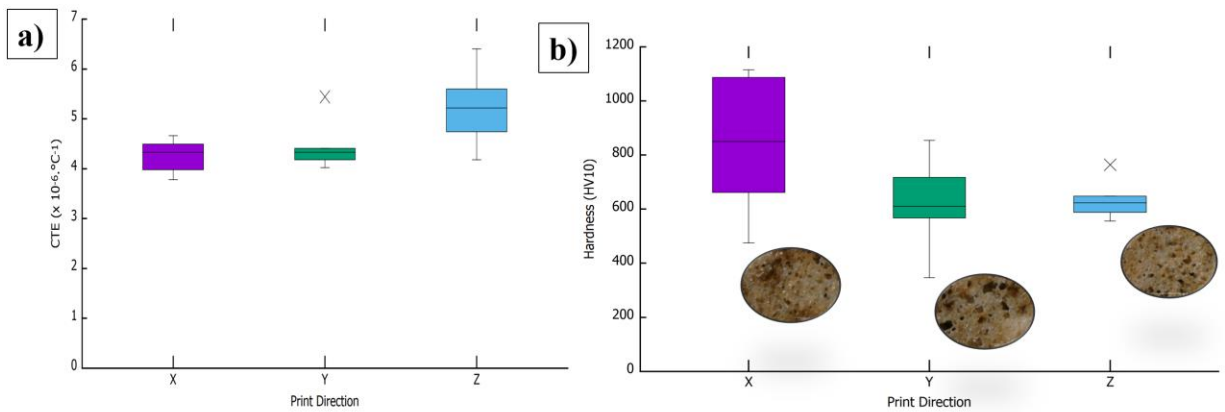 a)
7
6
5
4
3
2
1
0
CTE (x 10-6.°C-1)
X
Y
Z
Print Direction
b)
1200
1000
800
600
400
200
0
Hardness (HV10)
X
Y
Z
Print Direction